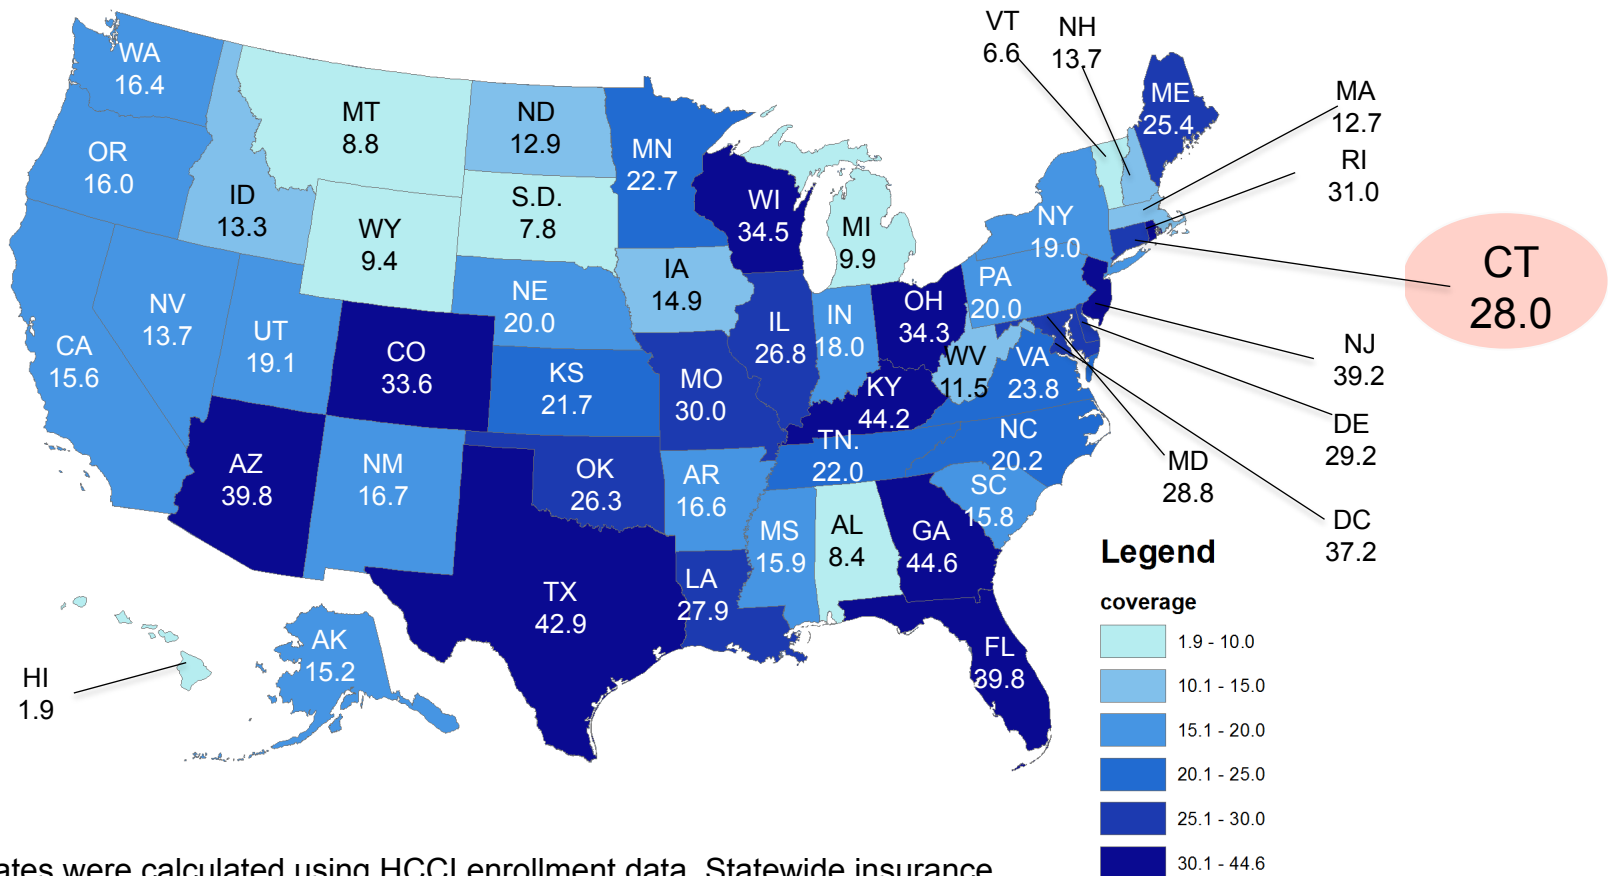 WA
16.4
OR
16.0
CA
15.6
NV
13.7
ID
13.3
MT
8.8
WY
9.4
UT
19.1
CO
33.6
AZ
39.8
NM
16.7
ND
12.9
S.D.
7.8
NE
20.0
KS
21.7
OK
26.3
TX
42.9
MN
22.7
IA
14.9
MO
30.0
AR
16.6
LA
27.9
WI
34.5
IL
26.8
MI
9.9
IN
18.0
OH
34.3
KY
44.2
TN.
22.0
MS
15.9
AL
8.4
GA
44.6
FL
39.8
SC
15.8
NC
20.2
VA
23.8
WV
11.5
PA
20.0
NY
19.0
ME
25.4
VT
6.6
NH
13.7
MA
12.7
RI
31.0
CT
28.0
NJ
39.2
DE
29.2
MD
28.8
DC
37.2
AK
15.2
HI
1.9
Legend
coverage
1.9 - 10.0
10.1 - 15.0
15.1 - 20.0
20.1 - 25.0
25.1 - 30.0
30.1 - 44.6
ates were calculated using HCCI enrollment data. Statewide insurance